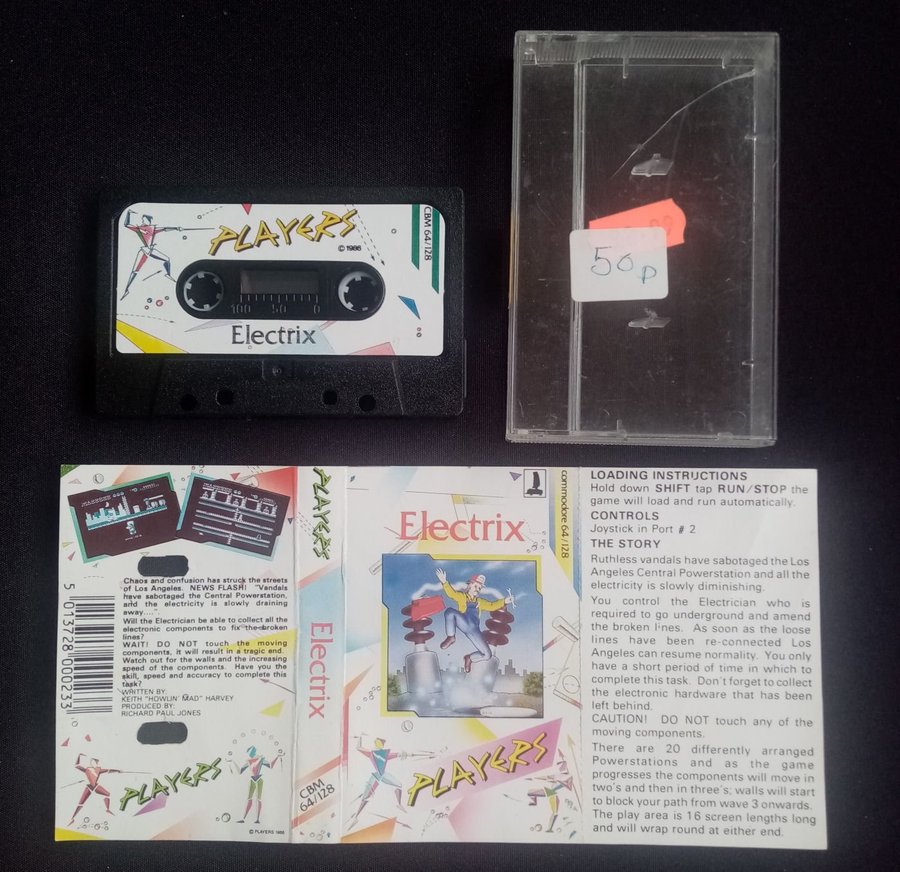 PLAYERS
© 1986
CBM 64/128
100 50 0
Electrix
50p
Chaos and confusion has struck the streets
of Los Angeles. NEWS FLASH! "Vandals
have sabotaged the Central Powerstation,
and the electricity is slowly draining
away...."
Will the Electrician be able to collect all the
electronic components to fix the broken
lines?
WAIT! DO NOT touch the moving
components, it will result in a tragic end.
Watch out for the walls and the increasing
speed of the components. Have you the
skill, speed and accuracy to complete this
task?
WRITTEN BY:
KEITH "HOWLIN' MAD" HARVEY
PRODUCED BY:
RICHARD PAUL JONES
5 013728 000233
PLAYERS
© PLAYERS 1986
PLAYERS
Electrix
CBM
64/128
commodore 64/128
Electrix
PLAYERS
LOADING INSTRUCTIONS
Hold down SHIFT tap RUN/STOP the
game will load and run automatically.
CONTROLS
Joystick in Port # 2
THE STORY
Ruthless vandals have sabotaged the Los
Angeles Central Powerstation and all the
electricity is slowly diminishing.
You control the Electrician who is
required to go underground and amend
the broken lines. As soon as the loose
lines have been re-connected Los
Angeles can resume normality. You only
have a short period of time in which to
complete this task. Don't forget to collect
the electronic hardware that has been
left behind.
CAUTION! DO NOT touch any of the
moving components.
There are 20 differently arranged
Powerstations and as the game
progresses the components will move in
two's and then in three's; walls will start
to block your path from wave 3 onwards.
The play area is 16 screen lengths long
and will wrap round at either end.